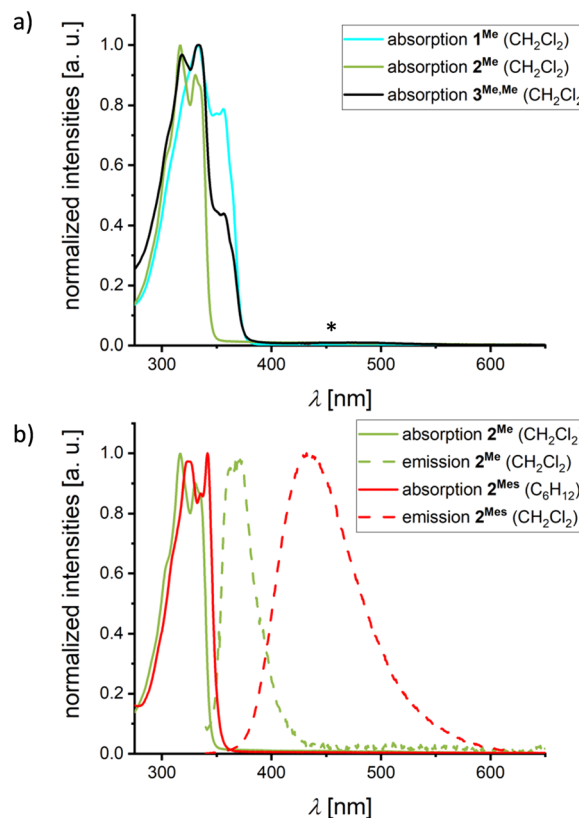 a)
absorption 1Me (CH2Cl2)
absorption 2Me (CH2Cl2)
absorption 3Me,Me (CH2Cl2
normalized intensities [a. u.]
1.0
0.8
0.6
0.4
0.2
0.0
*
300 400 500 600
λ [nm]
b)
absorption 2Me (CH2Cl2
emission 2Me (CH2Cl2)
absorption 2Mes (C6H12)
emission 2Mes (CH2Cl2)
normalized intensities [a. u.]
1.0
0.8
0.6
0.4
0.2
0.0
300 400 500 600
λ [nm]